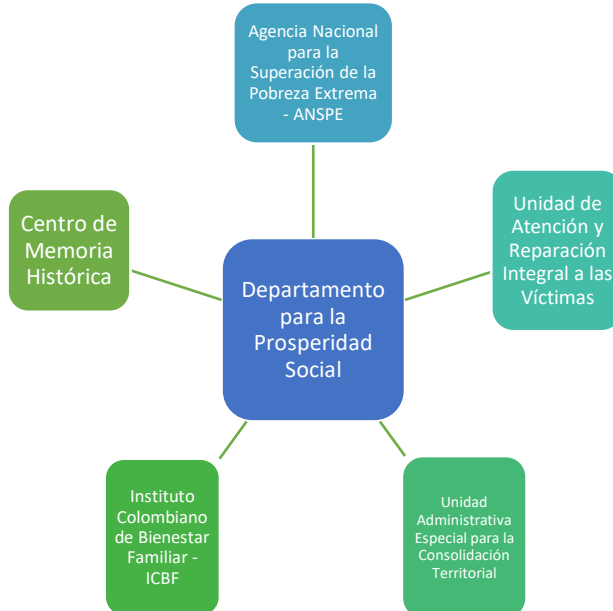 Agencia Nacional
para la
Superación de la
Pobreza Extrema
- ANSPE
Centro de
Memoria
Histórica
Unidad de
Atención y
Reparación
Integral a las
Víctimas
Departamento
para la
Prosperidad
Social
Instituto
Colombiano
de Bienestar
Familiar -
ICBF
Unidad
Administrativa
Especial para la
Consolidación
Territorial